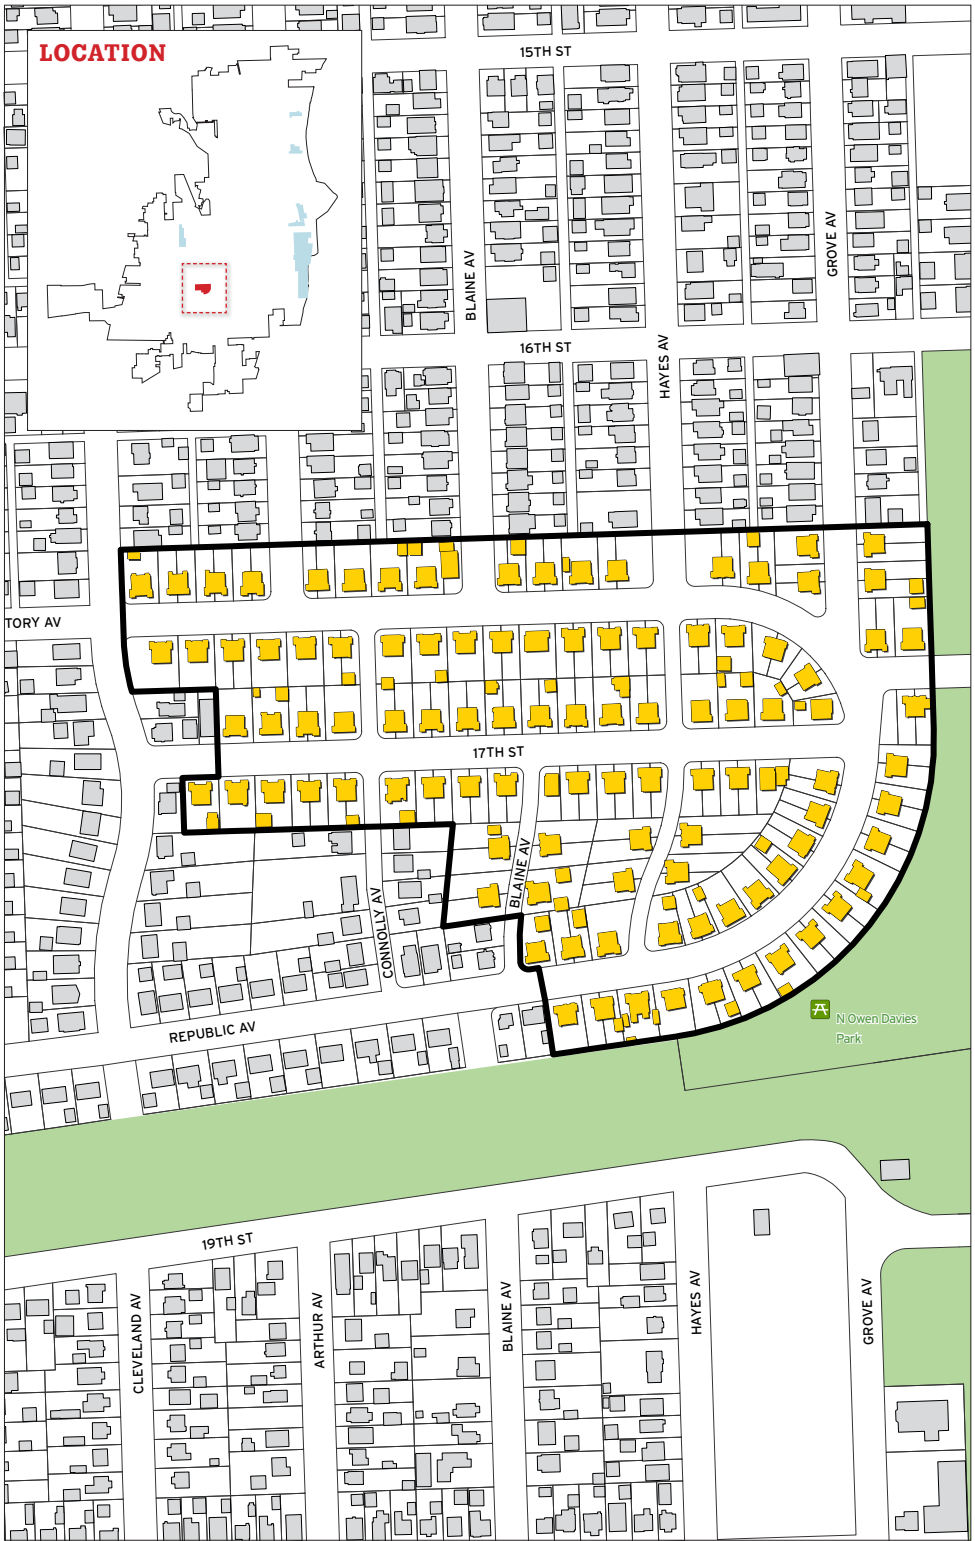 LOCATION
15TH ST
BLAINE AV
GROVE AV
16TH ST
HAYES AV
TORY AV
17TH ST
BLAINE AV
CONNOLLY AV
REPUBLIC AV
N Owen Davies
Park
19TH ST
CLEVELAND AV
ARTHUR AV
BLAINE AV
HAYES AV
GROVE AV